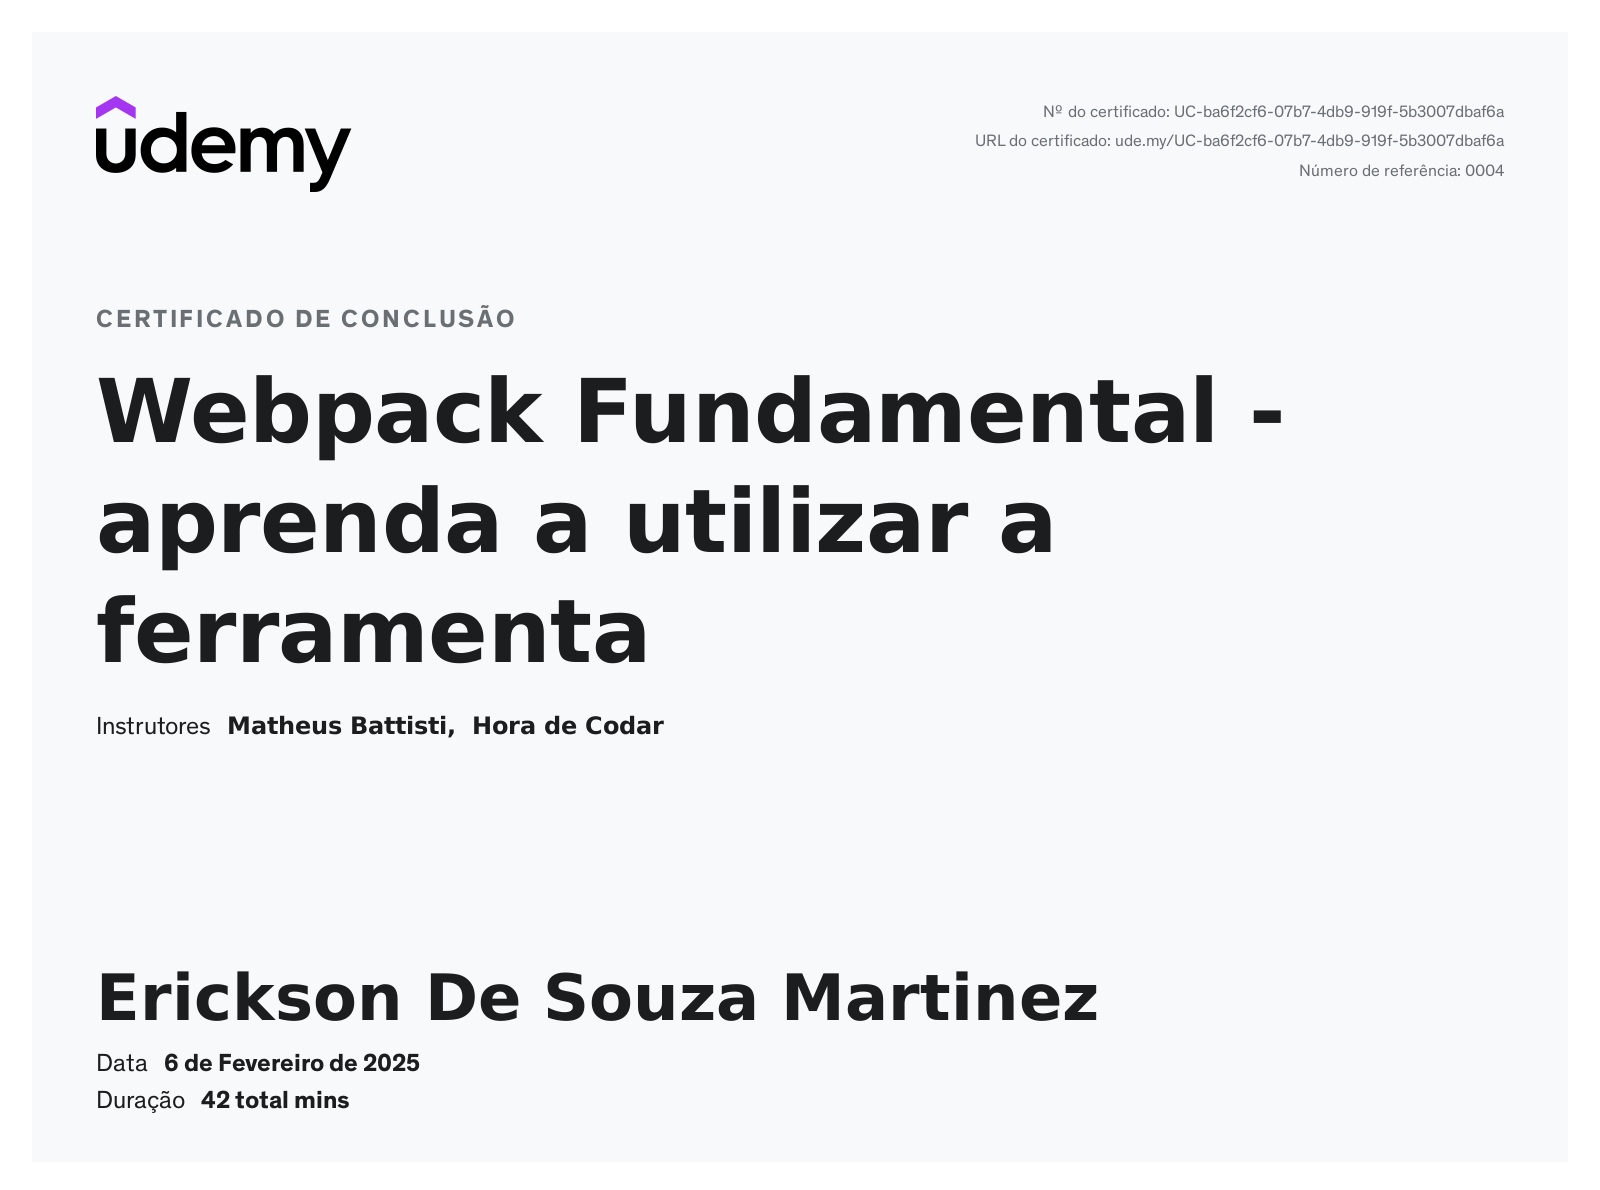 udemy
Nº do certificado: UC-ba6f2cf6-07b7-4db9-919f-5b3007dbaf6a
URL do certificado: ude.my/UC-ba6f2cf6-07b7-4db9-919f-5b3007dbaf6a
Número de referência: 0004
CERTIFICADO DE CONCLUSÃO
Webpack Fundamental -
aprenda a utilizar a
ferramenta
Instrutores Matheus Battisti, Hora de Codar
Erickson De Souza Martinez
Data 6 de Fevereiro de 2025
Duração 42 total mins